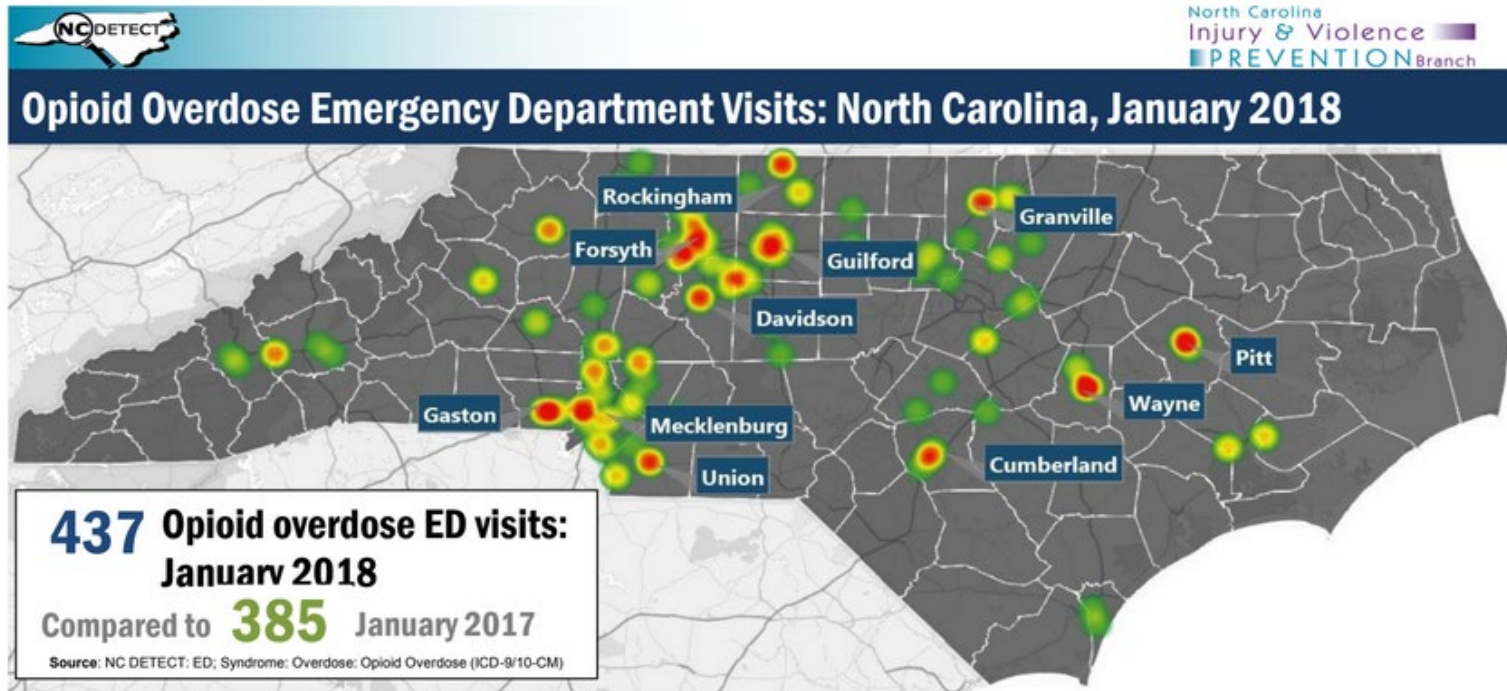 NC DETECT
North Carolina
Injury & Violence
PREVENTION Branch
Opioid Overdose Emergency Department Visits: North Carolina, January 2018
Rockingham
Granville
Forsyth
Guilford
Davidson
Pitt
Wayne
Gaston
Mecklenburg
Cumberland
Union
437 Opioid overdose ED visits:
January 2018
Compared to 385 January 2017
Source: NC DETECT: ED; Syndrome: Overdose: Opioid Overdose (ICD-9/10-CM)